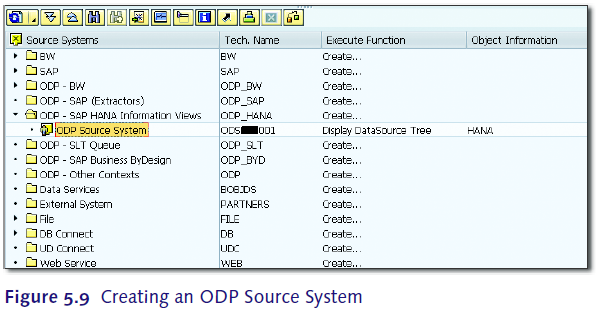 Source Systems Tech. Name Execute Function Object Information
BW BW Create...
SAP SAP Create...
ODP - BW ODP_BW Create...
ODP - SAP (Extractors) ODP_SAP Create...
ODP - SAP HANA Information Views ODP_HANA Create...
ODP Source System ODS 001 Display DataSource Tree HANA
ODP - SLT Queue ODP_SLT Create...
ODP - SAP Business ByDesign ODP_BYD Create...
ODP - Other Contexts ODP Create...
Data Services BOBJDS Create...
External System PARTNERS Create...
File FILE Create...
DB Connect DB Create...
UD Connect UDC Create...
Web Service WEB Create...
Figure 5.9 Creating an ODP Source System